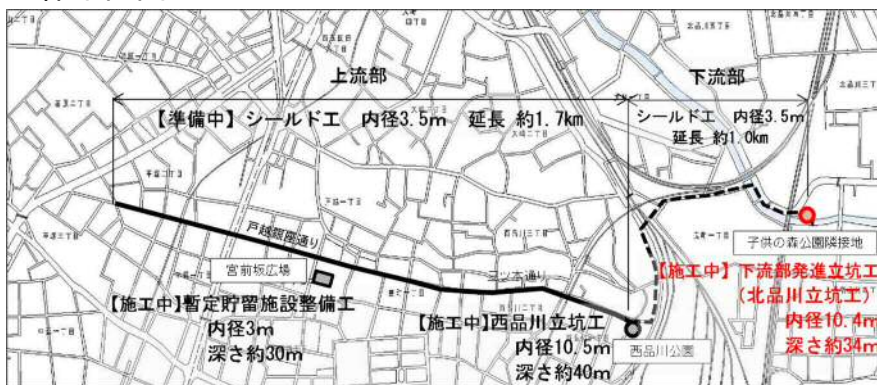 上流部
下流部
【準備中】シールド工 内径3.5m 延長 約1.7km
シールド工 内径3.5m
延長 約1.0km
戸越銀座通り
三ツ木通り
宮前坂広場
子供の森公園隣接地
【施工中】下流部発進立坑工
(北品川立坑工)
内径10.4m
深さ約34m
【施工中】暫定貯留施設整備工
内径3m
深さ約30m
【施工中】西品川立坑工
内径10.5m
深さ約40m
西品川公園